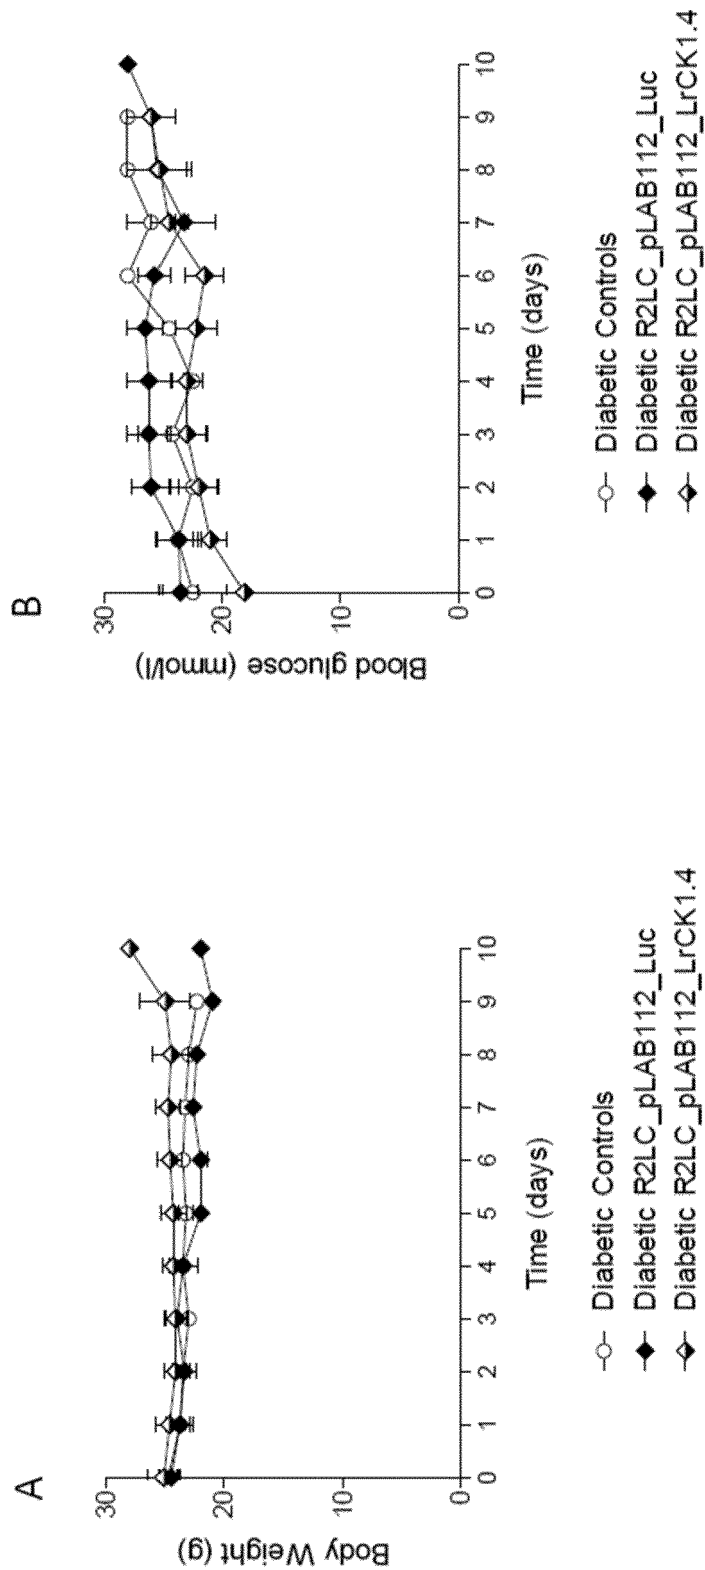 A
Body Weight (g)
30
20
10
0
0 1 2 3 4 5 6 7 8 9 10
Time (days)
Diabetic Controls
Diabetic R2LC_pLAB112_Luc
Diabetic R2LC_pLAB112_LrCK1.4
B
Blood glucose (mmol/l)
30
20
10
0
0 1 2 3 4 5 6 7 8 9 10
Time (days)
Diabetic Controls
Diabetic R2LC_pLAB112_Luc
Diabetic R2LC_pLAB112_LrCK1.4